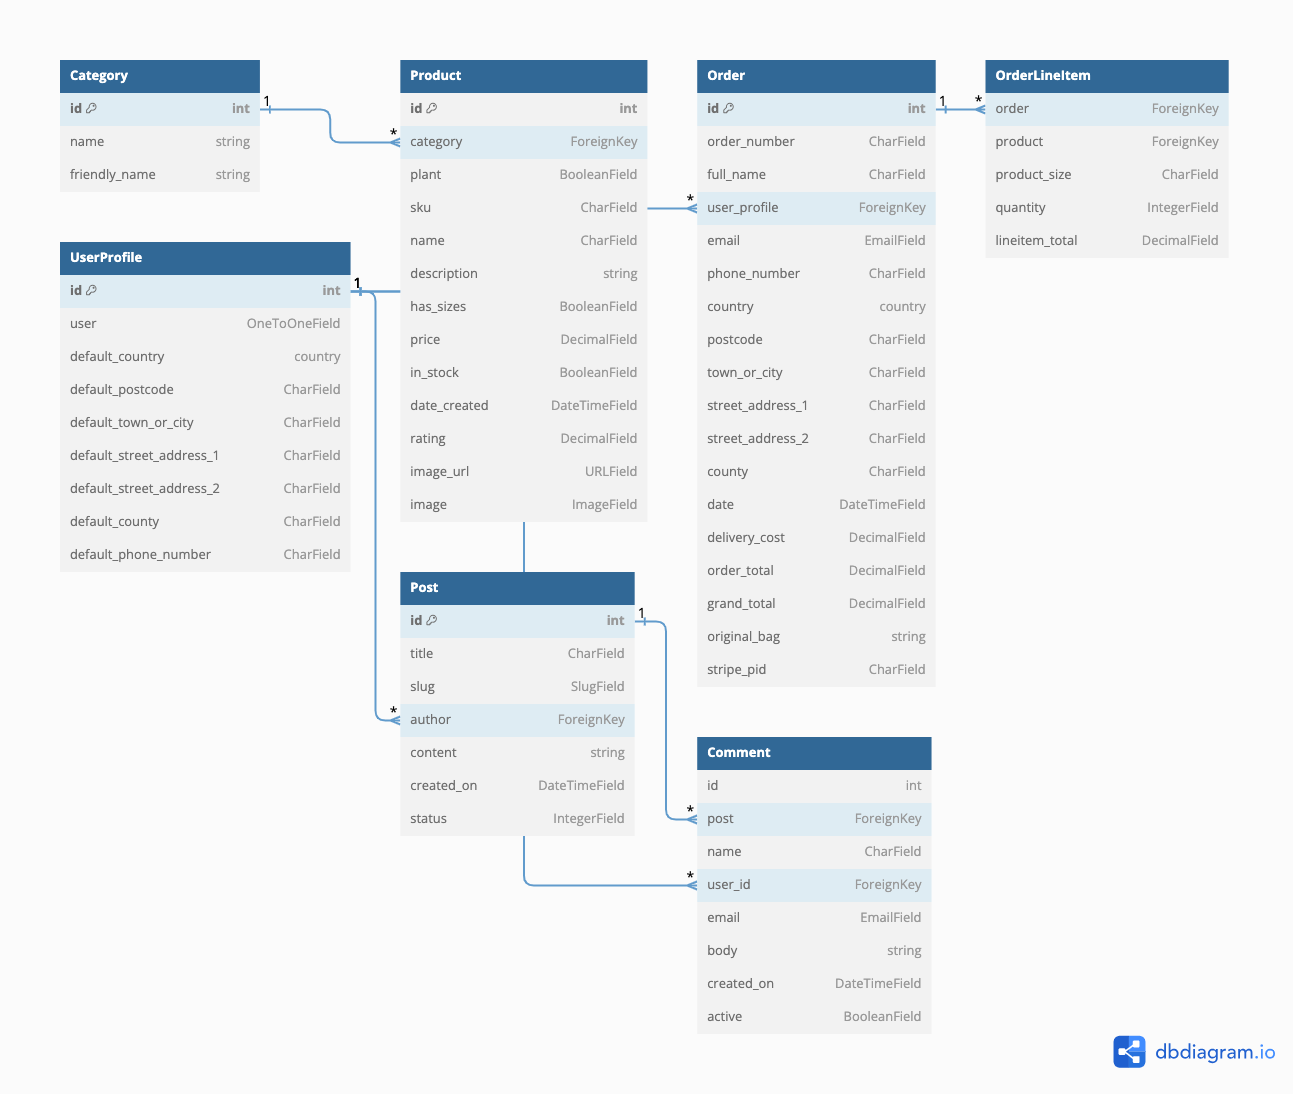 Category
id int
name string
friendly_name string
1
*
UserProfile
id int
user OneToOneField
default_country country
default_postcode CharField
default_town_or_city CharField
default_street_address_1 CharField
default_street_address_2 CharField
default_county CharField
default_phone_number CharField
1
*
Product
id int
category ForeignKey
plant BooleanField
sku CharField
name CharField
description string
has_sizes BooleanField
price DecimalField
in_stock BooleanField
date_created DateTimeField
rating DecimalField
image_url URLField
image ImageField
*
Post
id int
title CharField
slug SlugField
author ForeignKey
content string
created_on DateTimeField
status IntegerField
1
*
*
Order
id int
order_number CharField
full_name CharField
user_profile ForeignKey
email EmailField
phone_number CharField
country country
postcode CharField
town_or_city CharField
street_address_1 CharField
street_address_2 CharField
county CharField
date DateTimeField
delivery_cost DecimalField
order_total DecimalField
grand_total DecimalField
original_bag string
stripe_pid CharField
1
*
Comment
id int
post ForeignKey
name CharField
user_id ForeignKey
email EmailField
body string
created_on DateTimeField
active BooleanField
OrderLineItem
order ForeignKey
product ForeignKey
product_size CharField
quantity IntegerField
lineitem_total DecimalField
dbdiagram.io